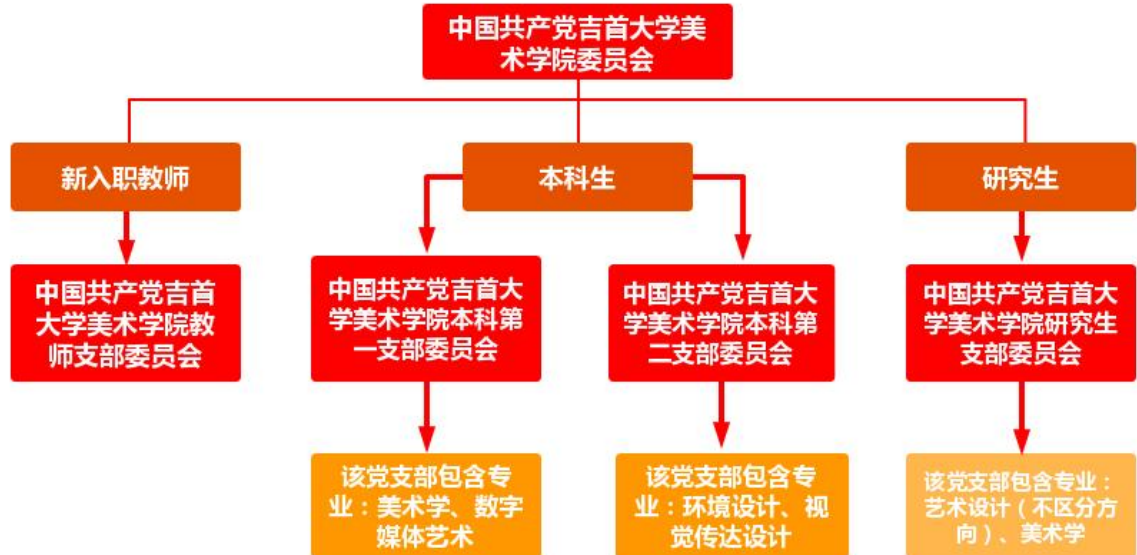 中国共产党吉首大学美
术学院委员会
新入职教师
本科生
研究生
中国共产党吉首
大学美术学院教
师支部委员会
中国共产党吉首大
学美术学院本科第
一支部委员会
中国共产党吉首大
学美术学院本科第
二支部委员会
中国共产党吉首大
学美术学院研究生
支部委员会
该党支部包含专
业：美术学、数字
媒体艺术
该党支部包含专
业：环境设计、视
觉传达设计
该党支部包含专业：
艺术设计（不区分方
向）、美术学